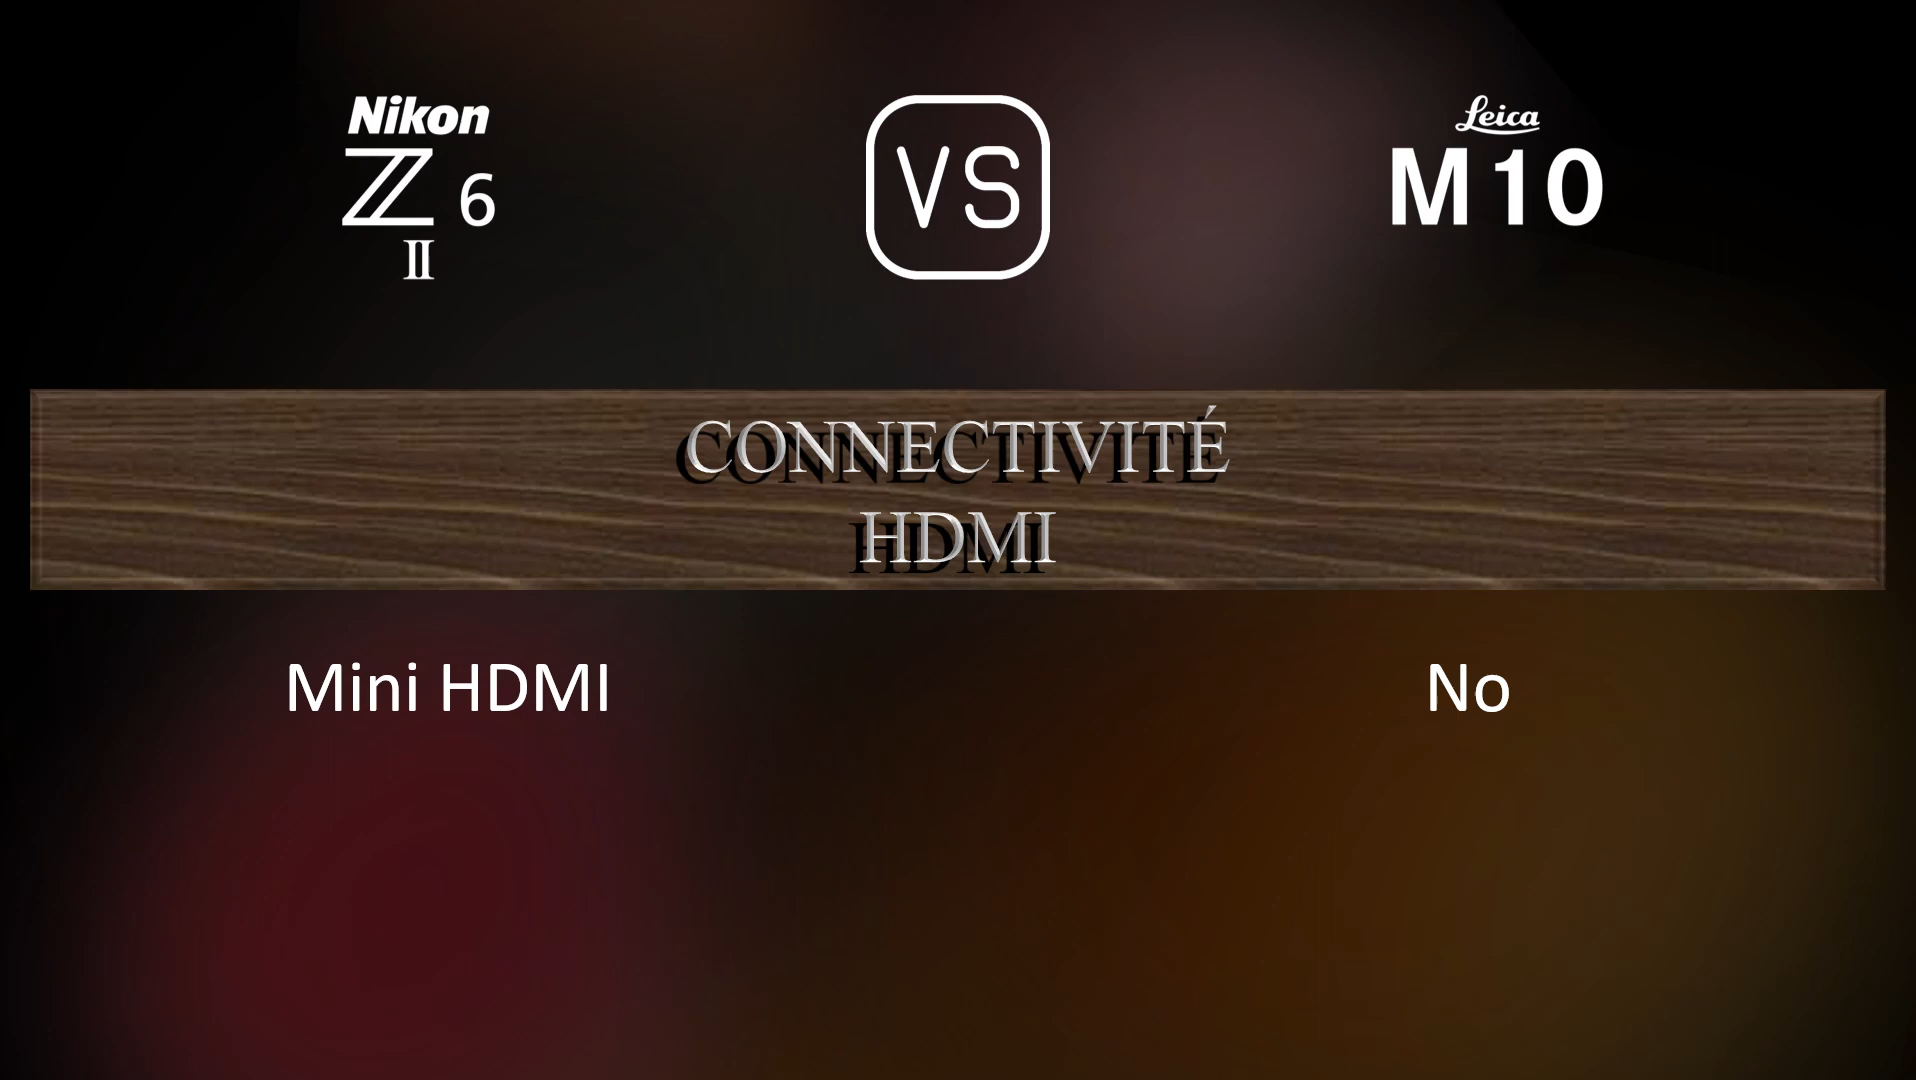 Nikon
Z 6
II
VS
Leica
M10
CONNECTIVITÉ
HDMI
Mini HDMI
No